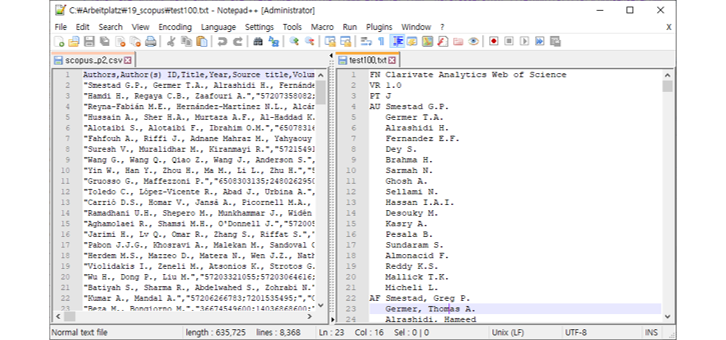 C:₩Arbeitplatz₩19_scopus₩test100.txt - Notepad++ [Administrator]
File Edit Search View Encoding Language Settings Tools Macro Run Plugins Window ? X
scopus_p2.csv
1 Authors,Author(s) ID,Title,Year,Source title,Volum
2 "Smestad G.P., Germer T.A., Alrashidi H., Fernánde
3 "Hamdi H., Regaya C.B., Zaafouri A.","57207358082;
4 "Reyna-Fabián M.E., Hernández-Martínez N.L., Alcán
5 "Hussain A., Sher H.A., Murtaza A.F., Al-Haddad K.
6 "Alotaibi S., Alotaibi F., Ibrahim O.M.","6507831
7 "Fahfouh A., Riffi J., Adnane Mahraz M., Yahyaouy
8 "Suresh V., Muralidhar M., Kiranmayi R.","5721549
9 "Wang G., Wang Q., Qiao Z., Wang J., Anderson S.",
10 "Yin W., Han Y., Zhou H., Ma M., Li L., Zhu H.","
11 "Gruosso G., Maffezzoni P.","6508303135;2480262950
12 "Toledo C., López-Vicente R., Abad J., Urbina A.",
13 "Carrió D.S., Homar V., Jansà A., Picornell M.A.,
14 "Ramadhani U.H., Shepero M., Munkhammar J., Widén
15 "Aghamolaei R., Shamsi M.H., O'Donnell J.","572005
16 "Jarimi H., Lv Q., Omar R., Zhang S., Riffat S.","
17 "Pabon J.J.G., Khosravi A., Malekan M., Sandoval O
18 "Herdem M.S., Mazzeo D., Matera N., Wen J.Z., Nath
19 "Violidakis I., Zeneli M., Atsonios K., Strotos G.
20 "Wu H., Dong P., Liu M.","57203321055;57203064616;
21 "Batiyah S., Sharma R., Abdelwahed S., Zohrabi N."
22 "Kumar A., Mandal A.","57206266783;7201535495;","O
23 "Beza M., Bongiorno M.","36674549600;14036868600;"
test100.txt
1 FN Clarivate Analytics Web of Science
2 VR 1.0
3 PT J
4 AU Smestad G.P.
5 Germer T.A.
6 Alrashidi H.
7 Fernandez E.F.
8 Dey S.
9 Brahma H.
10 Sarmah N.
11 Ghosh A.
12 Sellami N.
13 Hassan I.A.I.
14 Desouky M.
15 Kasry A.
16 Pesala B.
17 Sundaram S.
18 Almonacid F.
19 Reddy K.S.
20 Mallick T.K.
21 Micheli L.
22 AF Smestad, Greg P.
23 Germer, Thomas A.
24 Alrashidi, Hameed
Normal text file length : 635,725 lines : 8,368 Ln : 23 Col : 16 Sel : 0 | 0 Unix (LF) UTF-8 INS